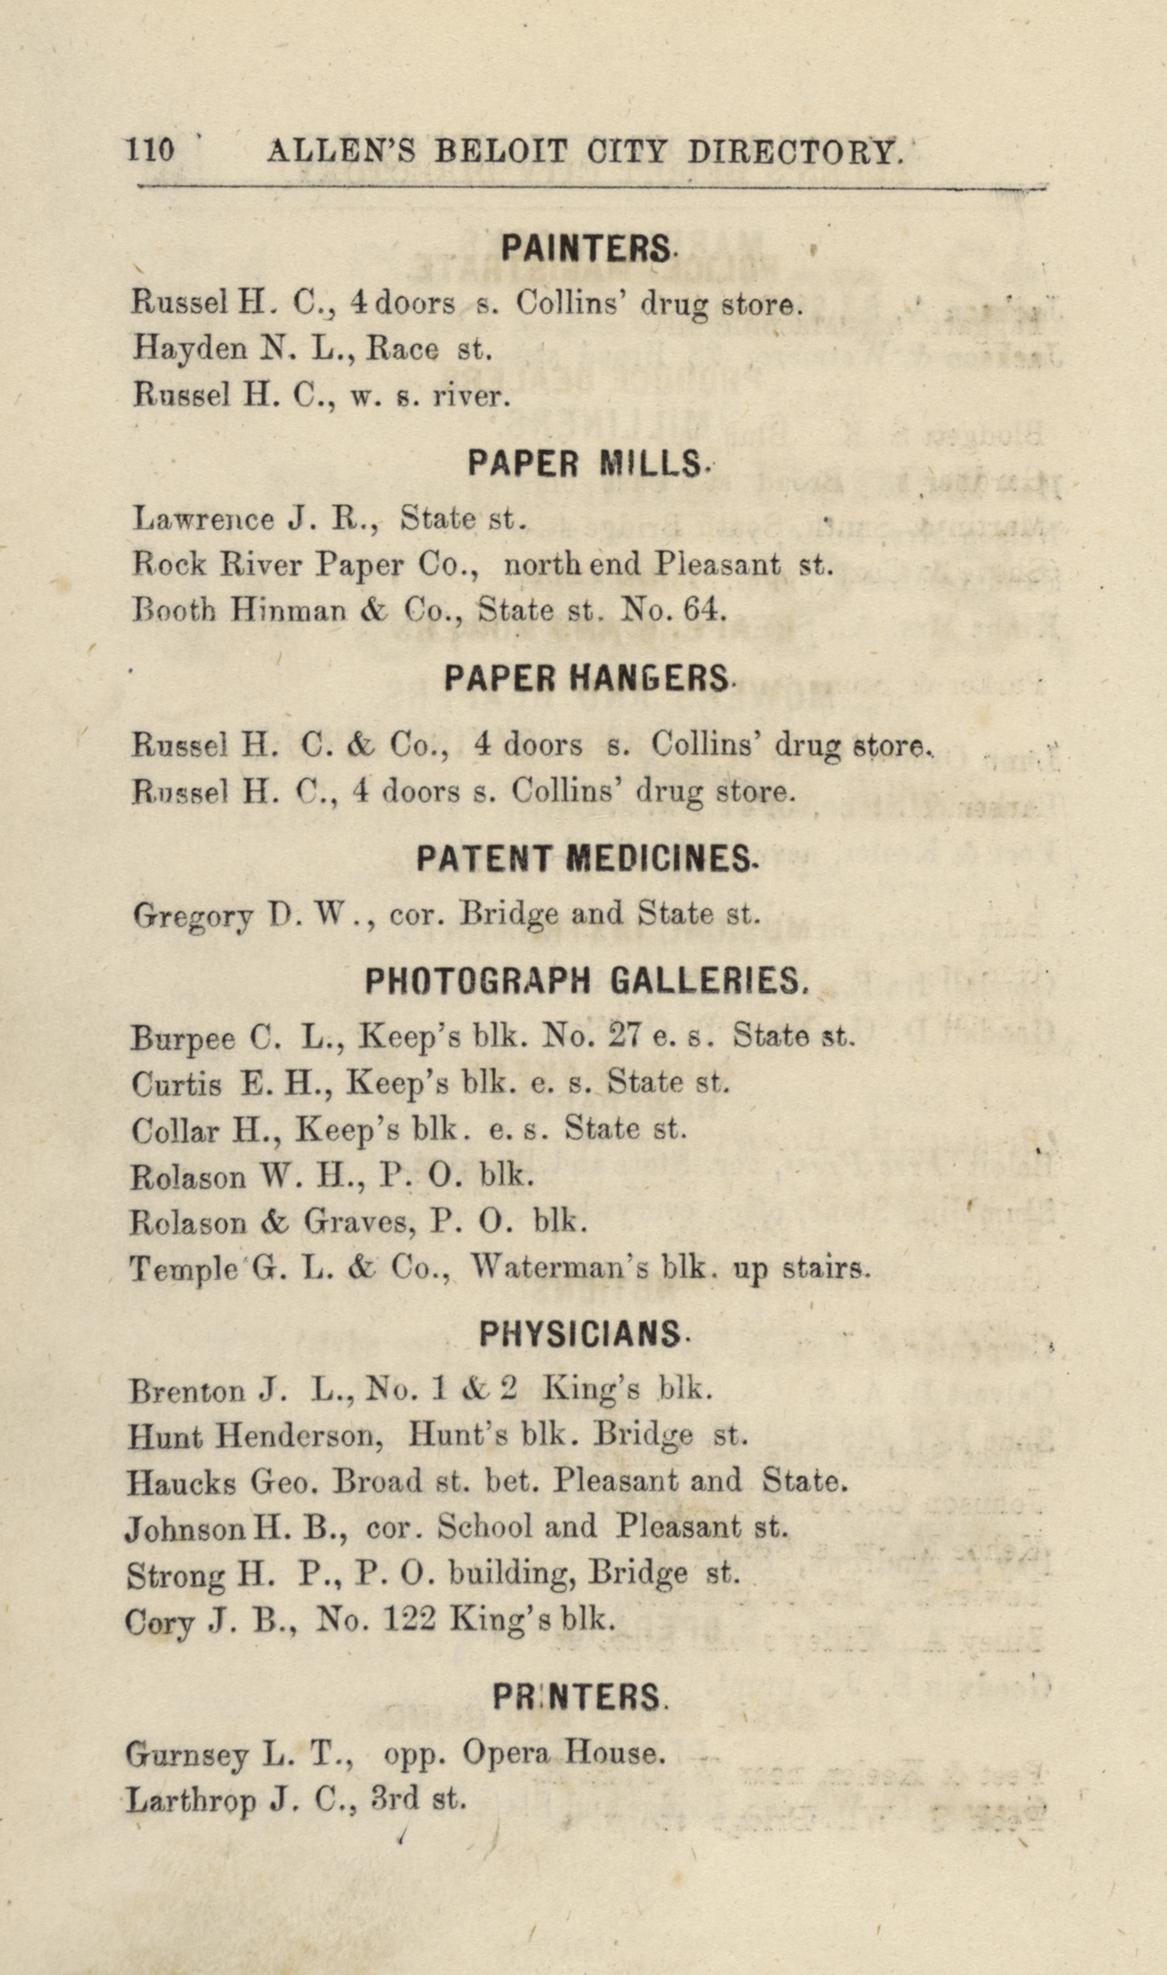 110 ALLEN'S BELOIT CITY DIRECTORY.
PAINTERS.
Russel H. C., 4 doors s. Collins' drug store.
Hayden N. L., Race st.
Russel H. C., w. s. river.
PAPER MILLS.
Lawrence J. R., State st.
Rock River Paper Co., north end Pleasant st.
Booth Hinman & Co., State st. No. 64.
PAPER HANGERS.
Russel H. C. & Co., 4 doors s. Collins' drug store.
Russel H. C., 4 doors s. Collins' drug store.
PATENT MEDICINES.
Gregory D. W., cor. Bridge and State st.
PHOTOGRAPH GALLERIES.
Burpee C. L., Keep's blk. No. 27 e. s. State st.
Curtis E. H., Keep's blk. e. s. State st.
Collar H., Keep's blk. e. s. State st.
Rolason W. H., P. O. blk.
Rolason & Graves, P. O. blk.
Temple G. L. & Co., Waterman's blk. up stairs.
PHYSICIANS.
Brenton J. L., No. 1 & 2 King's blk.
Hunt Henderson, Hunt's blk. Bridge st.
Haucks Geo. Broad st. bet. Pleasant and State.
Johnson H. B., cor. School and Pleasant st.
Strong H. P., P. O. building, Bridge st.
Cory J. B., No. 122 King's blk.
PRINTERS.
Gurnsey L. T., opp. Opera House.
Larthrop J. C., 3rd st.